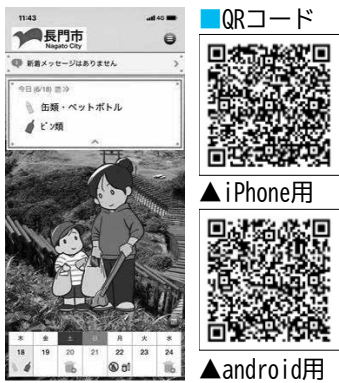 11:43
4G
長門市
Nagato City
新着メッセージはありません
今日(6/18)
缶類・ペットボトル
ビン類
木 金 土 日 月 火 水
18 19 20 21 22 23 24
■QRコード
▲iPhone用
▲android用